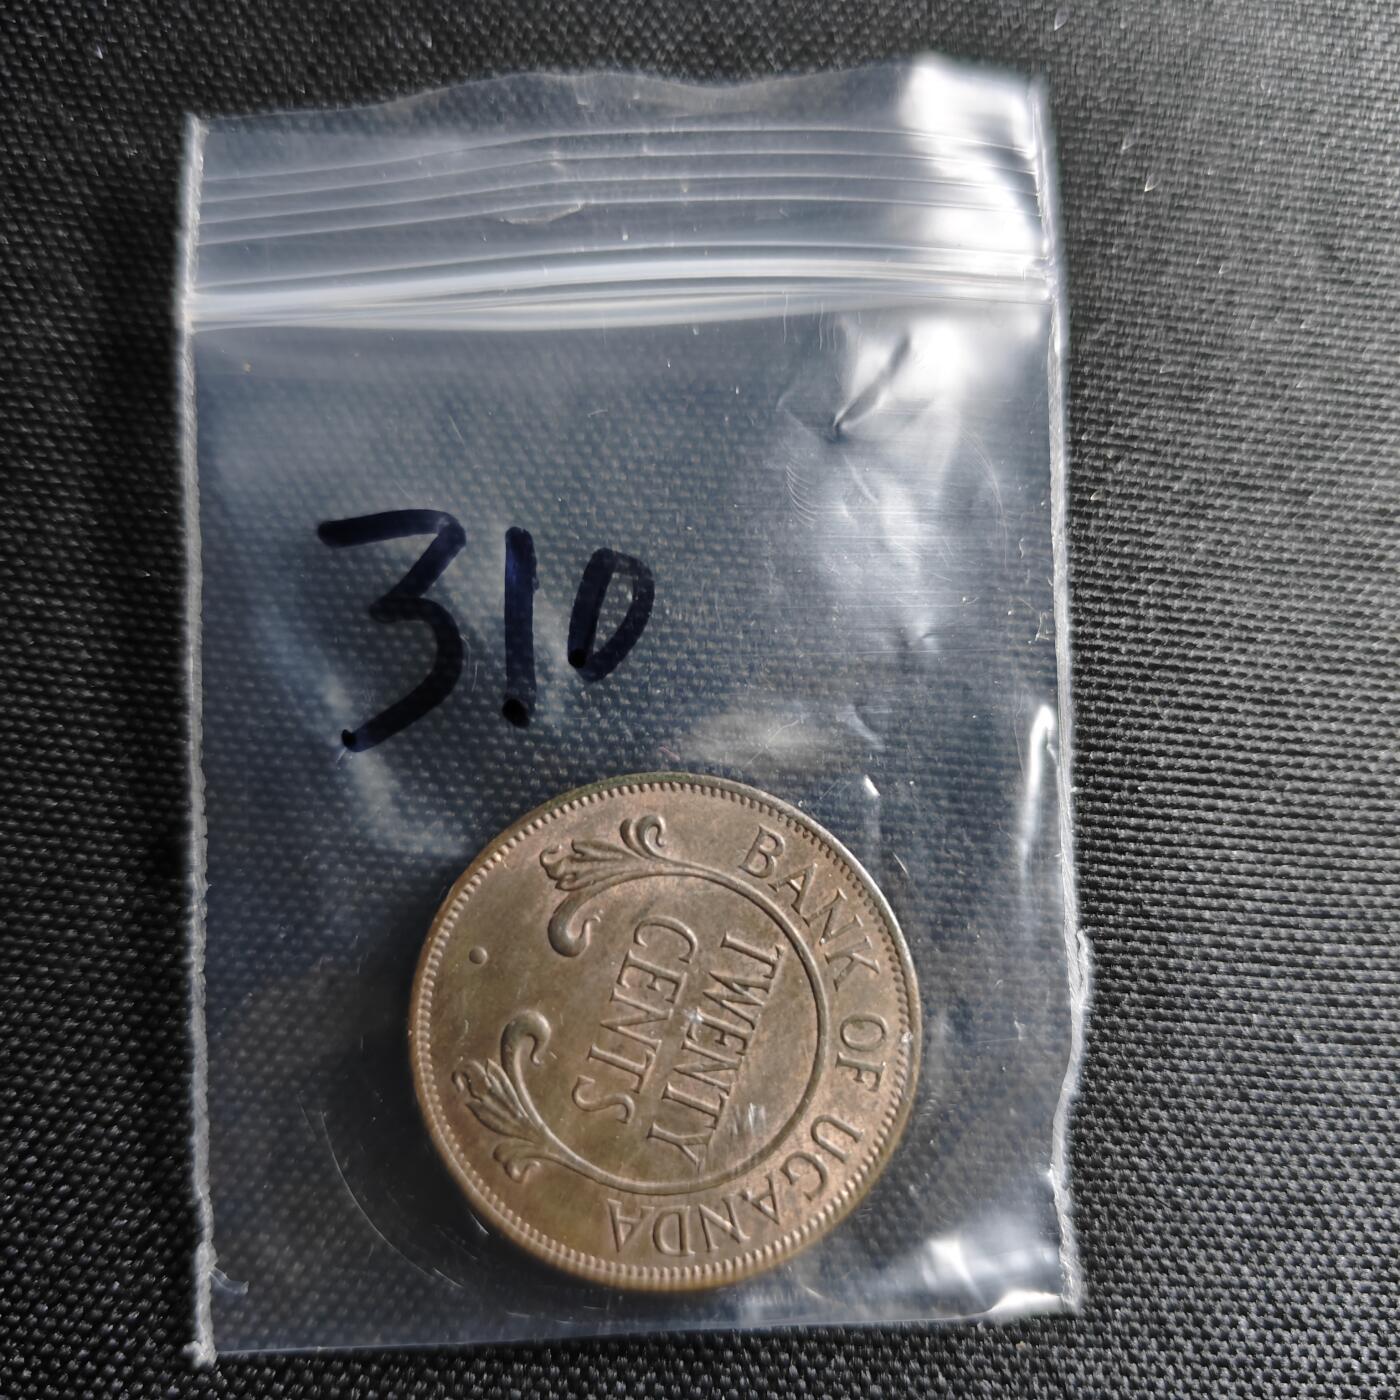 310
BANK OF UGANDA
TWENTY
CENTS